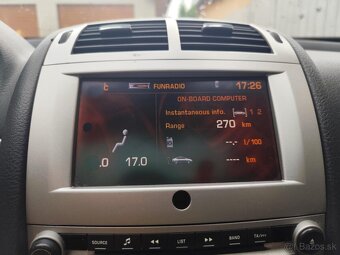 FUNRADIO 17:26
ON-BOARD COMPUTER
Instantaneous info. 1 2
Range 270 km
--.- l/100
.0 17.0 ---- km
SOURCE LIST BAND TA/PTY
bazos.sk